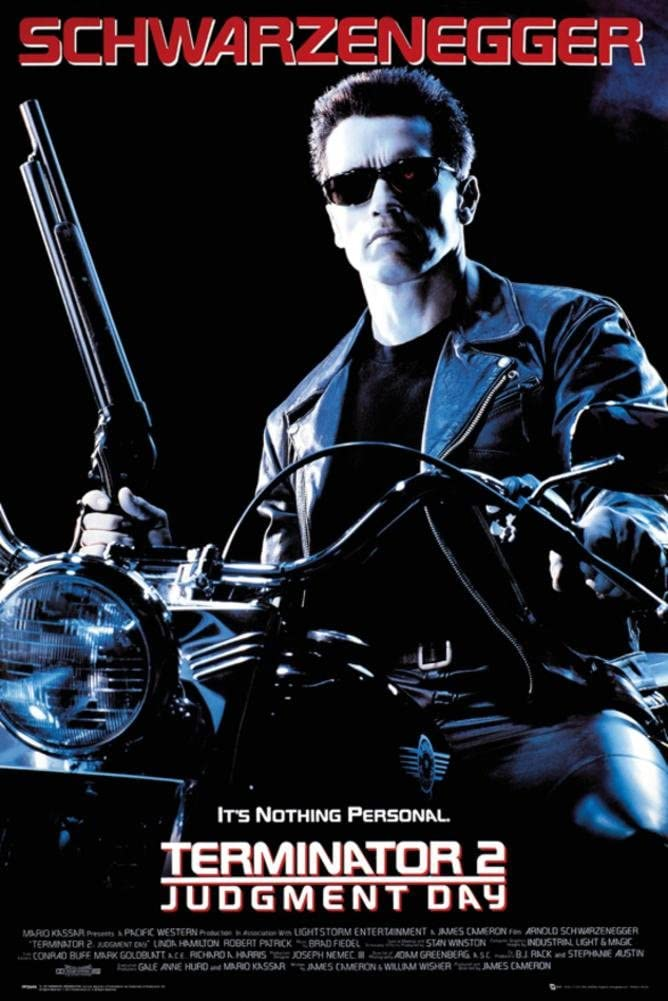 SCHWARZENEGGER
IT'S NOTHING PERSONAL.
TERMINATOR 2
JUDGMENT DAY
MARIO KASSAR Presents A PACIFIC WESTERN Production In Association With LIGHTSTORM ENTERTAINMENT A JAMES CAMERON Film ARNOLD SCHWARZENEGGER
"TERMINATOR 2: JUDGMENT DAY" LINDA HAMILTON ROBERT PATRICK BRAD FIEDEL STAN WINSTON INDUSTRIAL LIGHT & MAGIC
CONRAD BUFF MARK GOLDBLATT, A.C.E. RICHARD A. HARRIS JOSEPH NEMEC III ADAM GREENBERG, A.S.C. B.J. RACK and STEPHANIE AUSTIN
GALE ANNE HURD and MARIO KASSAR JAMES CAMERON & WILLIAM WISHER JAMES CAMERON